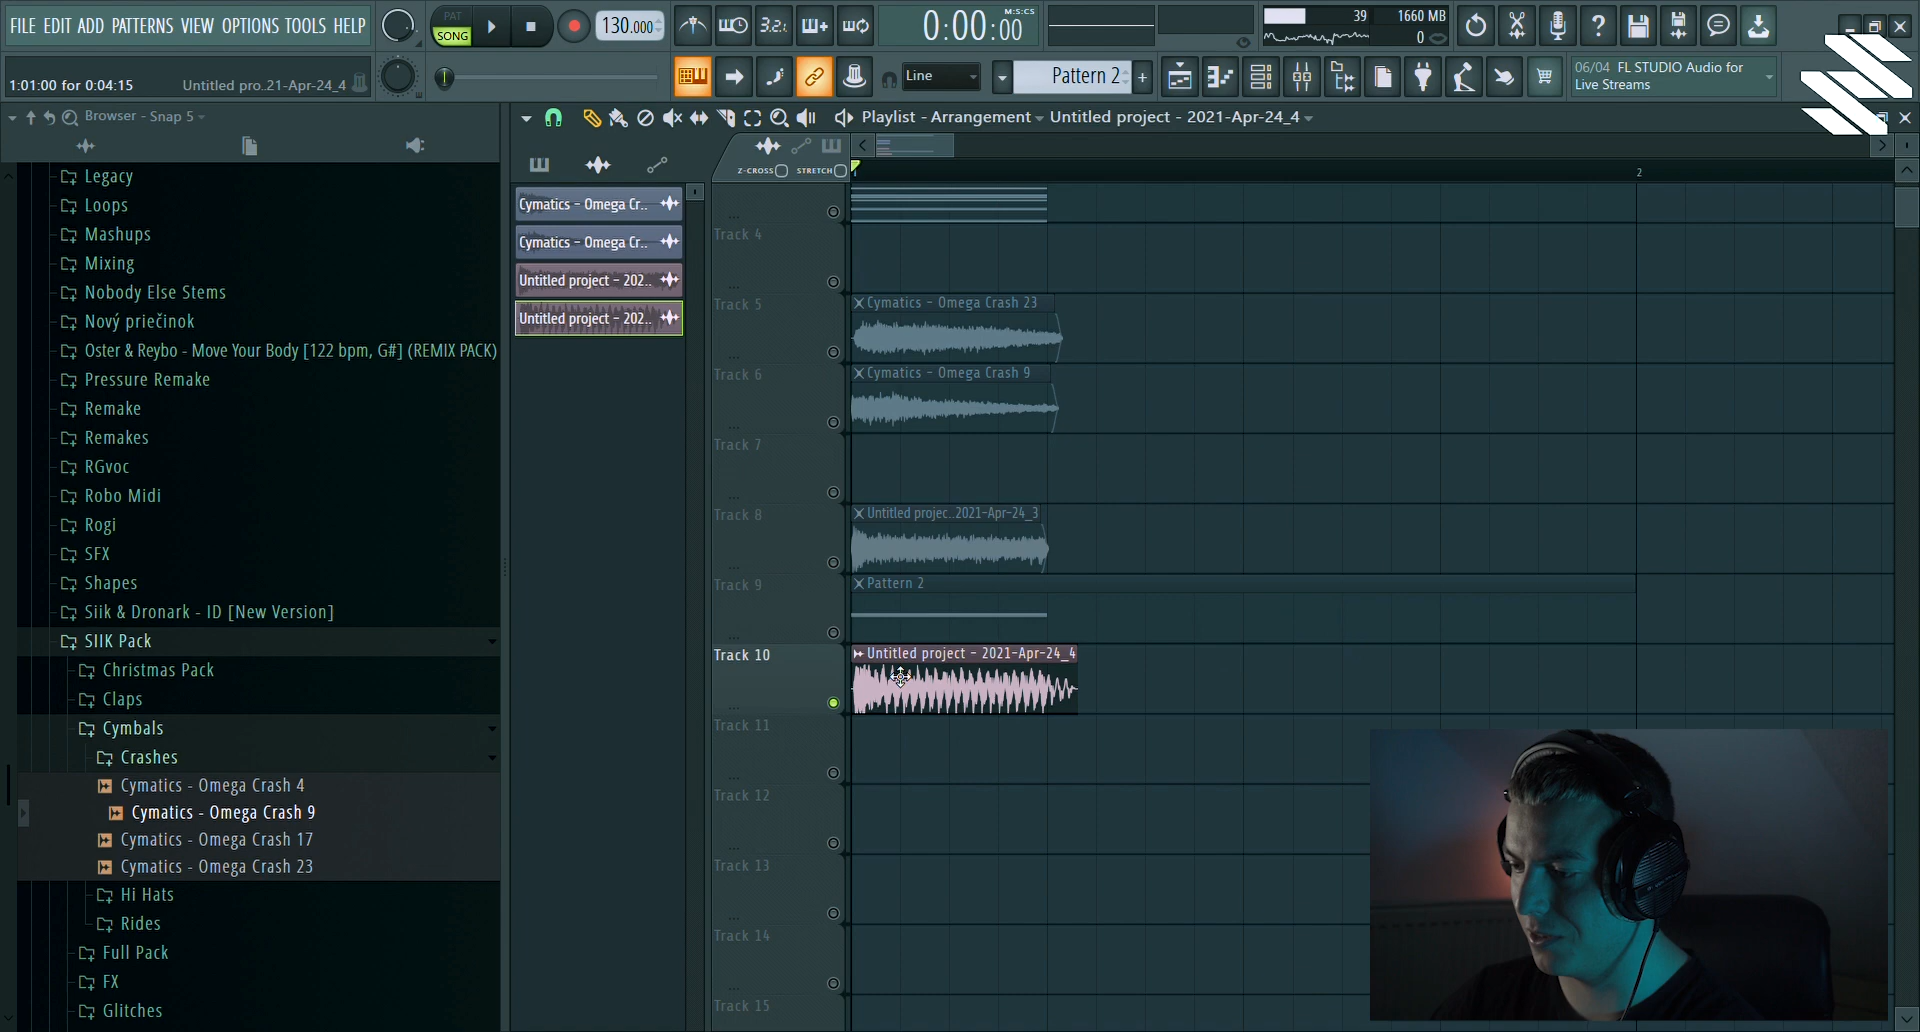 FILE EDIT ADD PATTERNS VIEW OPTIONS TOOLS HELP
PAT
SONG
130.000
3.2.
0:00:00
M:S:CS
39
1660 MB
0
1:01:00 for 0:04:15
Untitled pro..21-Apr-24_4
Line
Pattern 2
06/04 FL STUDIO Audio for
Live Streams
Browser - Snap 5
Playlist - Arrangement
Untitled project - 2021-Apr-24_4
Z-CROSS
STRETCH
1
2
Legacy
Loops
Mashups
Mixing
Nobody Else Stems
Nový priečinok
Oster & Reybo - Move Your Body [122 bpm, G#] (REMIX PACK)
Pressure Remake
Remake
Remakes
RGvoc
Robo Midi
Rogi
SFX
Shapes
Siik & Dronark - ID [New Version]
SIIK Pack
Christmas Pack
Claps
Cymbals
Crashes
Cymatics - Omega Crash 4
Cymatics - Omega Crash 9
Cymatics - Omega Crash 17
Cymatics - Omega Crash 23
Hi Hats
Rides
Full Pack
FX
Glitches
Cymatics - Omega Cr..
Cymatics - Omega Cr..
Untitled project - 202..
Untitled project - 202..
Track 4
Track 5
Cymatics - Omega Crash 23
Track 6
Cymatics - Omega Crash 9
Track 7
Track 8
Untitled projec..2021-Apr-24_3
Track 9
Pattern 2
Track 10
Untitled project - 2021-Apr-24_4
Track 11
Track 12
Track 13
Track 14
Track 15